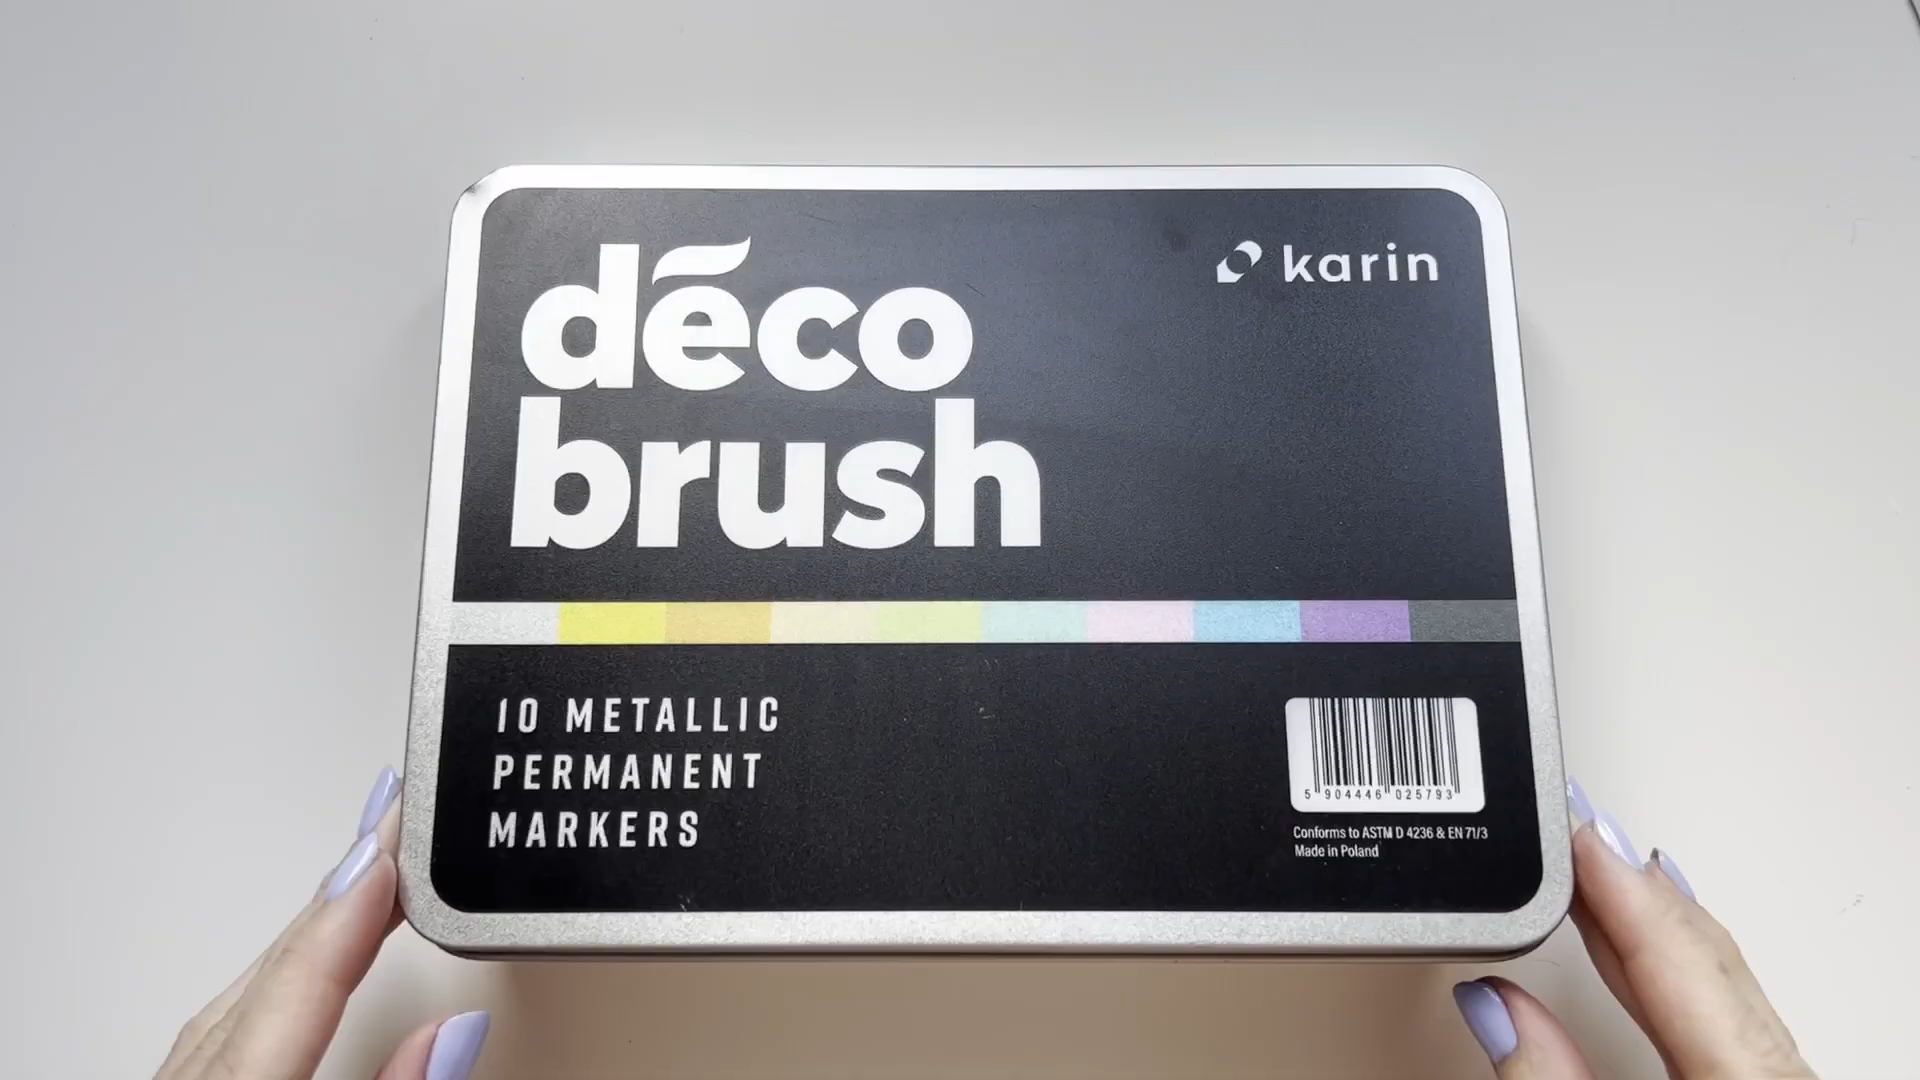 karin
déco
brush
10 METALLIC
PERMANENT
MARKERS
5 904446 025793
Conforms to ASTM D 4236 & EN 71/3
Made in Poland